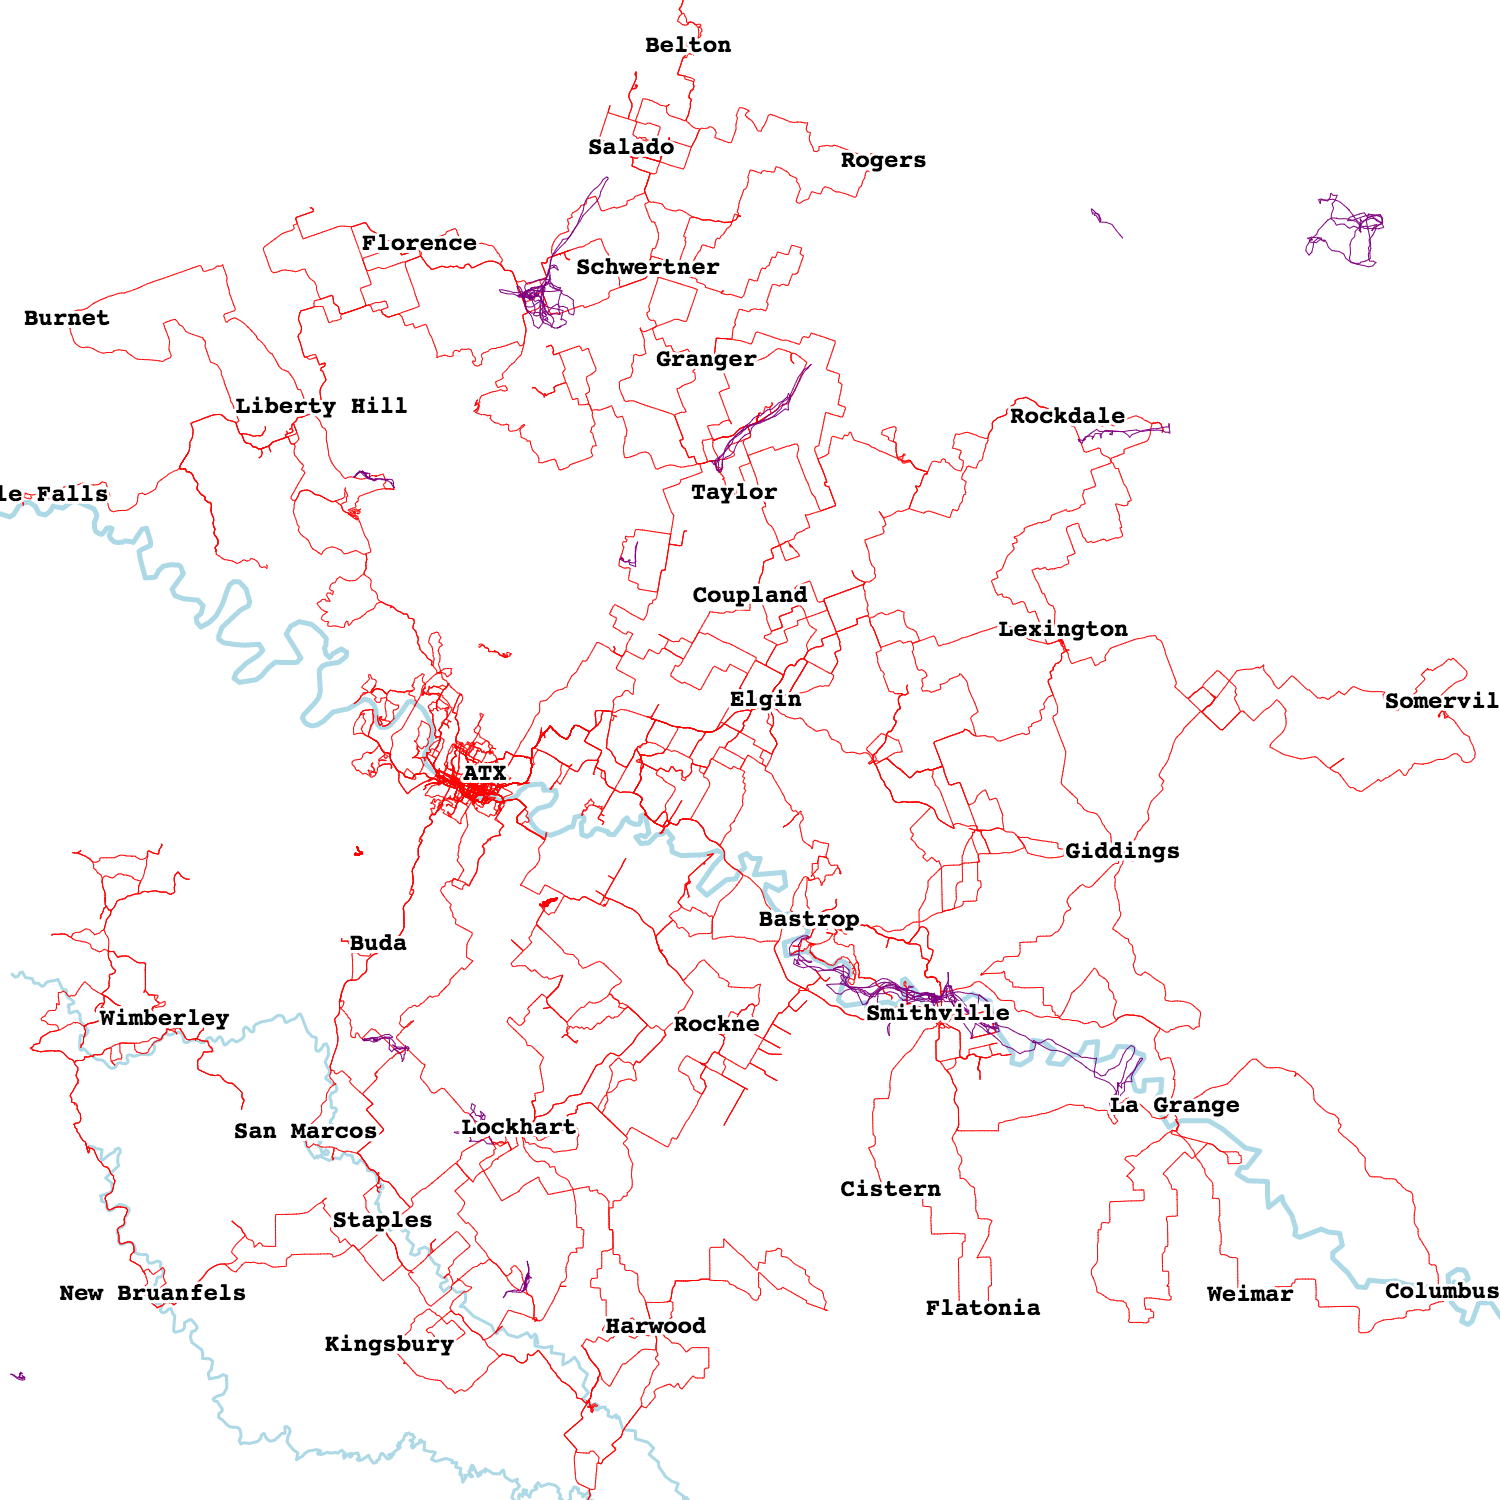 Belton
Salado
Rogers
Florence
Schwertner
Burnet
Granger
Liberty Hill
Rockdale
le Falls
Taylor
Coupland
Lexington
Elgin
Somervil
ATX
Giddings
Bastrop
Buda
Smithville
Wimberley
Rockne
La Grange
San Marcos
Lockhart
Cistern
Staples
New Bruanfels
Weimar
Columbus
Flatonia
Harwood
Kingsbury